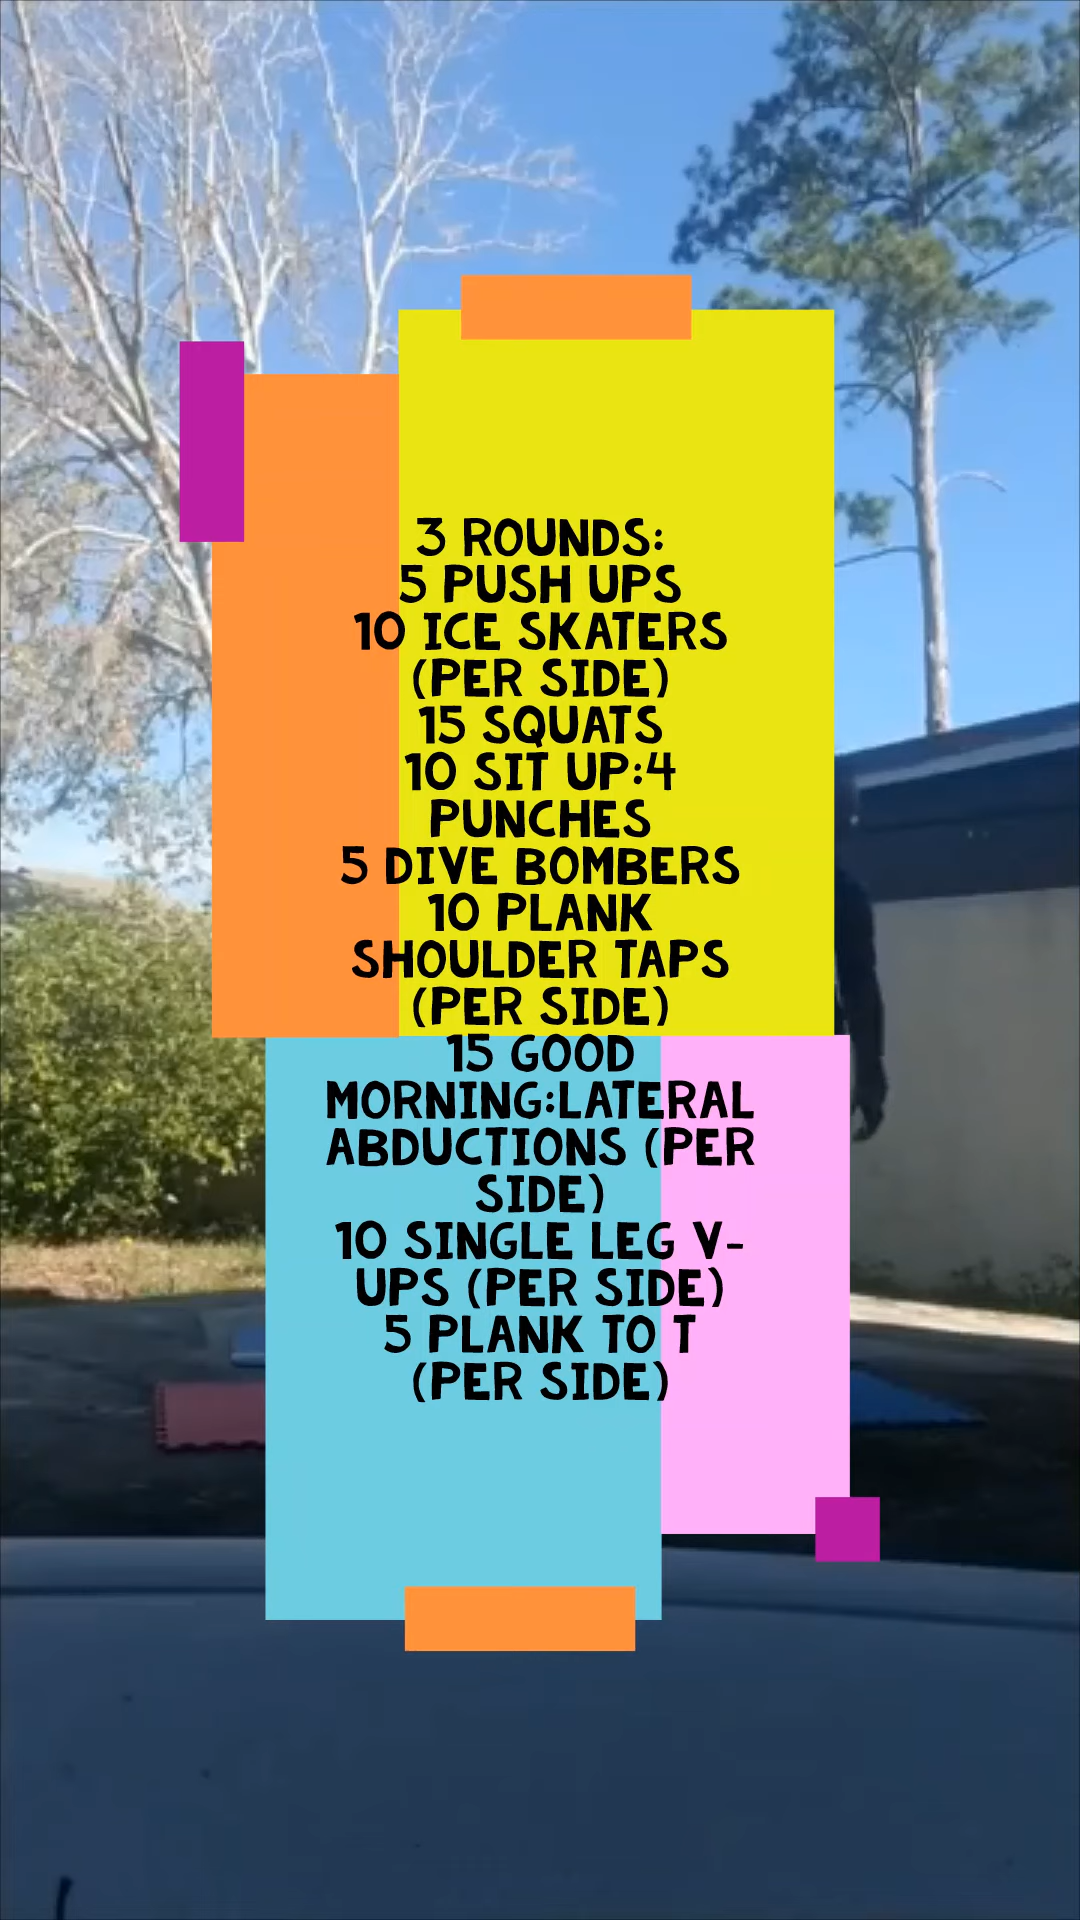 3 ROUNDS:
5 PUSH UPS
10 ICE SKATERS
(PER SIDE)
15 SQUATS
10 SIT UP:4
PUNCHES
5 DIVE BOMBERS
10 PLANK
SHOULDER TAPS
(PER SIDE)
15 GOOD
MORNING:LATERAL
ABDUCTIONS (PER
SIDE)
10 SINGLE LEG V-
UPS (PER SIDE)
5 PLANK TO T
(PER SIDE)